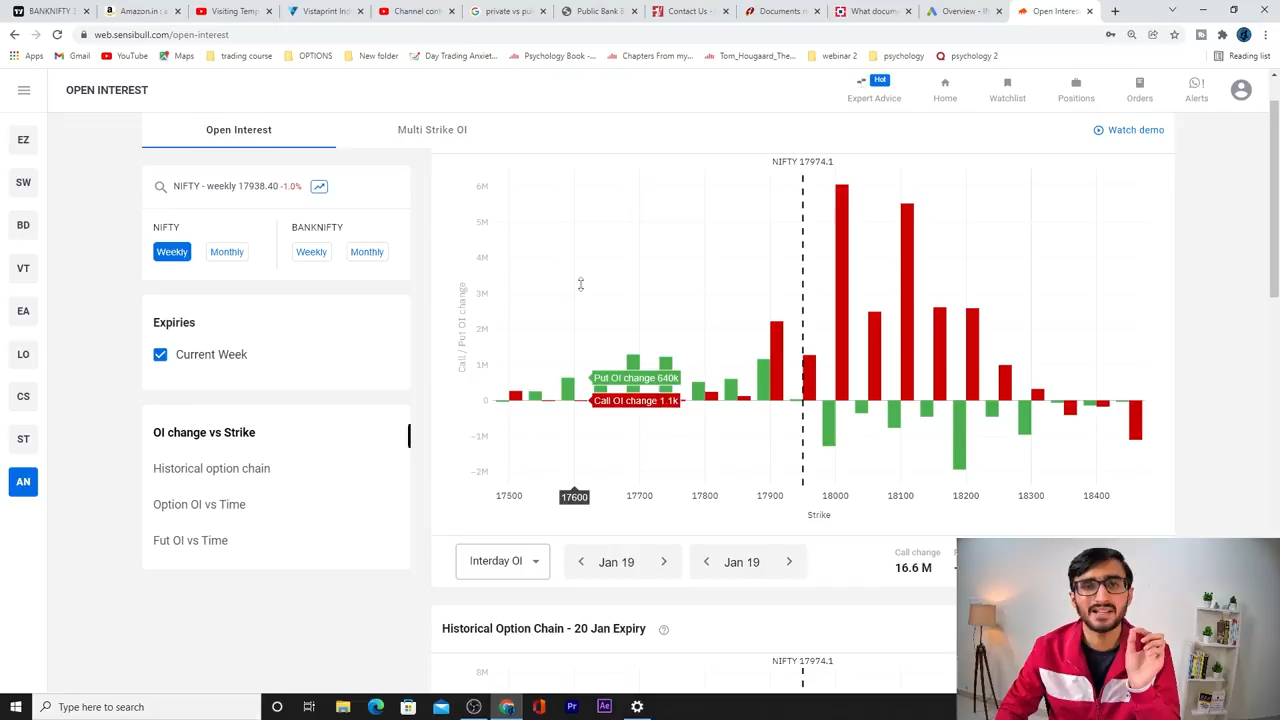 BANKNIFTY 3
Amazon.in : c
Visiting Temp
Vistaprint Ind
Channel cont
private vs pu
Public Bank B
Contact Us -
Documents r
What docum
Overview - I
Open Interes
web.sensibull.com/open-interest
Apps
Gmail
YouTube
Maps
trading course
OPTIONS
New folder
Day Trading Anxiet...
Psychology Book -...
Chapters From my...
Tom_Hougaard_The...
webinar 2
psychology
psychology 2
Reading list
OPEN INTEREST
Hot
Expert Advice
Home
Watchlist
Positions
Orders
Alerts
EZ
SW
BD
VT
EA
LO
CS
ST
AN
Open Interest
Multi Strike OI
Watch demo
NIFTY - weekly 17938.40 -1.0%
NIFTY
BANKNIFTY
Weekly
Monthly
Weekly
Monthly
Expiries
Current Week
OI change vs Strike
Historical option chain
Option OI vs Time
Fut OI vs Time
NIFTY 17974.1
Call / Put OI change
6M
5M
4M
3M
2M
1M
0
-1M
-2M
Put OI change 640k
Call OI change 1.1k
17500
17600
17700
17800
17900
18000
18100
18200
18300
18400
Strike
Interday OI
Jan 19
Jan 19
Call change
16.6 M
Historical Option Chain - 20 Jan Expiry
NIFTY 17974.1
8M
Type here to search